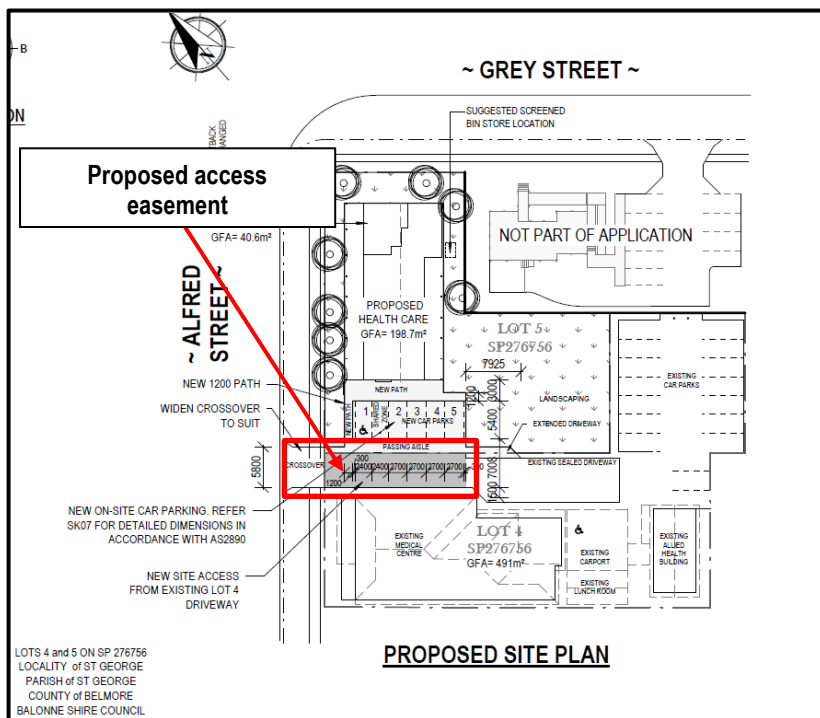 B
N
~ GREY STREET ~
ON
SUGGESTED SCREENED
BIN STORE LOCATION
Proposed access
easement
GFA= 40.6m²
NOT PART OF APPLICATION
~ ALFRED
STREET ~
PROPOSED
HEALTH CARE
GFA= 198.7m²
LOT 5
SP276756
7925
EXISTING
CAR PARKS
NEW 1200 PATH
NEW PATH
1200
3000
LANDSCAPING
WIDEN CROSSOVER
TO SUIT
NEW PATH
1
SHARED
ZONE
2
3
4
5
NEW CAR PARKS
5400
EXTENDED DRIVEWAY
PASSING AISLE
5800
CROSSOVER
300
2400
2400
2700
2700
2700
2700
300
1200
7008
EXISTING SEALED DRIVEWAY
1500
NEW ON-SITE CAR PARKING. REFER
SK07 FOR DETAILED DIMENSIONS IN
ACCORDANCE WITH AS2890
EXISTING
MEDICAL
CENTRE
LOT 4
SP276756
GFA= 491m²
EXISTING
CARPORT
EXISTING
ALLIED
HEALTH
BUILDING
EXISTING
LUNCH ROOM
NEW SITE ACCESS
FROM EXISTING LOT 4
DRIVEWAY
PROPOSED SITE PLAN
LOTS 4 and 5 ON SP 276756
LOCALITY of ST GEORGE
PARISH of ST GEORGE
COUNTY of BELMORE
BALONNE SHIRE COUNCIL